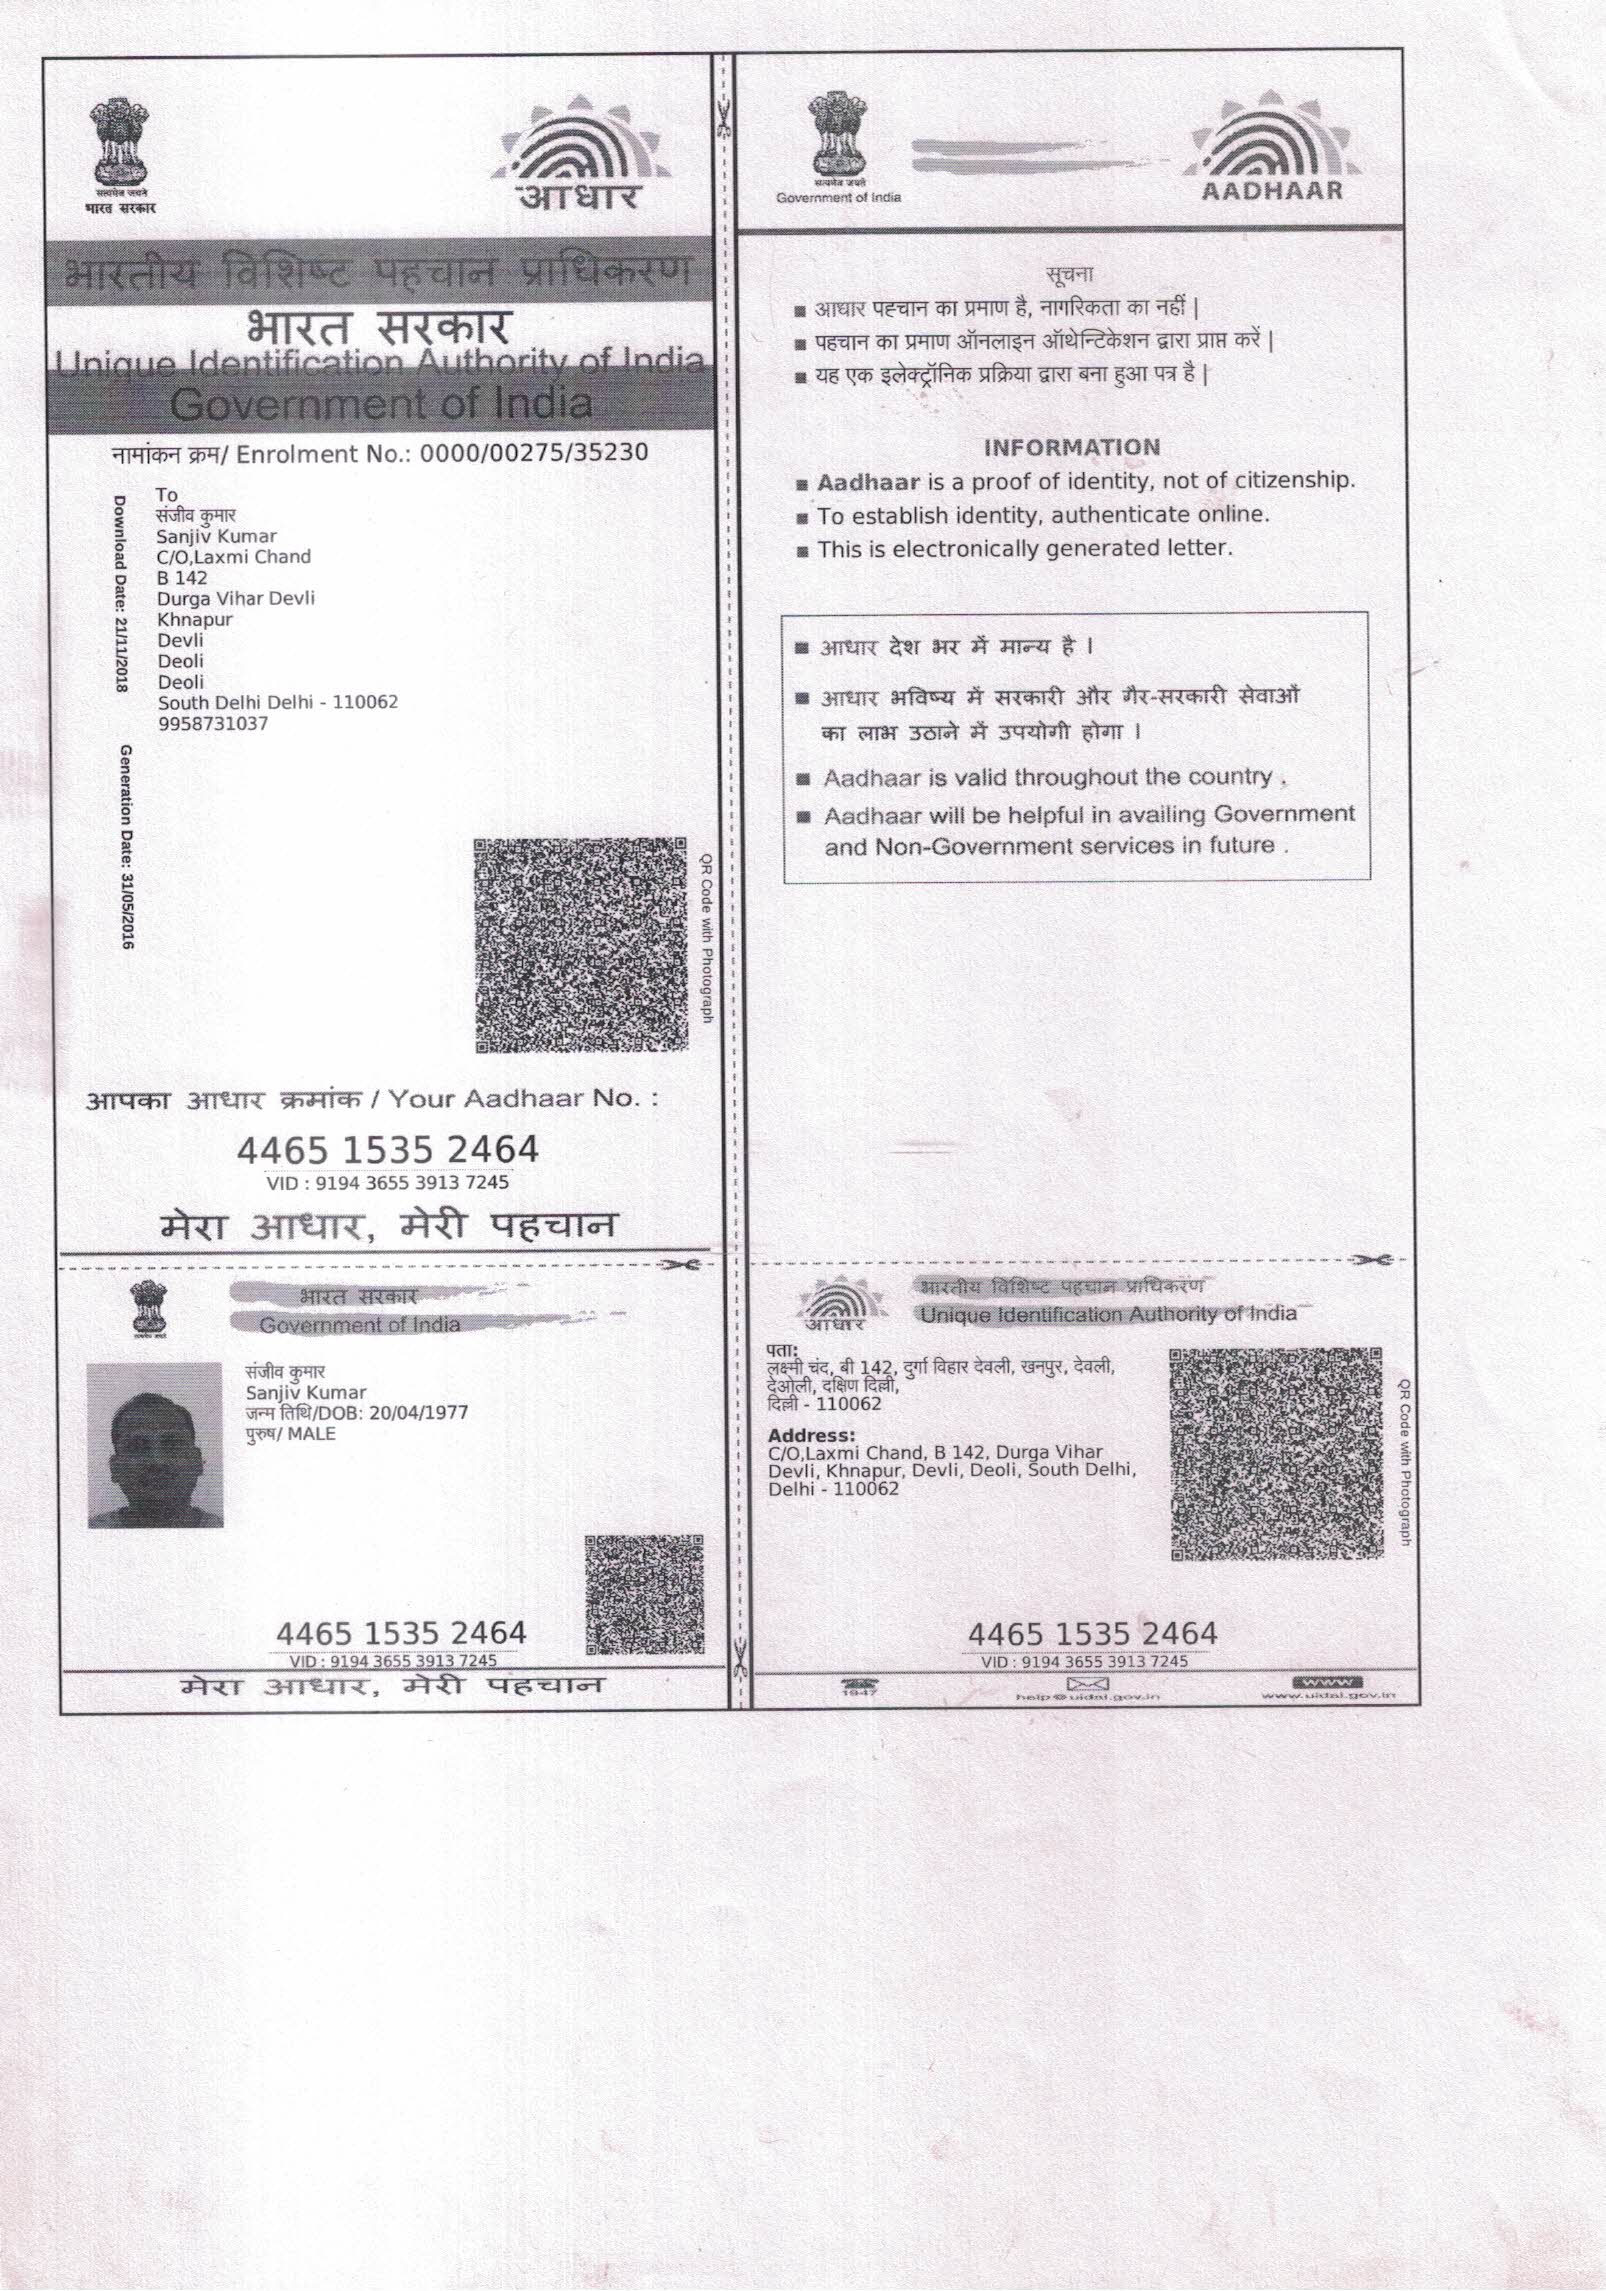 सत्यमेव जयते
भारत सरकार
आधार
भारतीय विशिष्ट पहचान प्राधिकरण
भारत सरकार
Unique Identification Authority of India
Government of India
नामांकन क्रम/ Enrolment No.: 0000/00275/35230
To
संजीव कुमार
Sanjiv Kumar
C/O,Laxmi Chand
B 142
Durga Vihar Devli
Khnapur
Devli
Deoli
Deoli
South Delhi Delhi - 110062
9958731037
Download Date: 21/11/2018
Generation Date: 31/05/2016
QR Code with Photograph
आपका आधार क्रमांक / Your Aadhaar No. :
4465 1535 2464
VID : 9194 3655 3913 7245
मेरा आधार, मेरी पहचान
सत्यमेव जयते
Government of India
AADHAAR
सूचना
आधार पह्चान का प्रमाण है, नागरिकता का नहीं |
पहचान का प्रमाण ऑनलाइन ऑथेन्टिकेशन द्वारा प्राप्त करें |
यह एक इलेक्ट्रॉनिक प्रक्रिया द्वारा बना हुआ पत्र है |
INFORMATION
Aadhaar is a proof of identity, not of citizenship.
To establish identity, authenticate online.
This is electronically generated letter.
आधार देश भर में मान्य है ।
आधार भविष्य में सरकारी और गैर-सरकारी सेवाओं
का लाभ उठाने में उपयोगी होगा ।
Aadhaar is valid throughout the country .
Aadhaar will be helpful in availing Government
and Non-Government services in future .
भारत सरकार
Government of India
संजीव कुमार
Sanjiv Kumar
जन्म तिथि/DOB: 20/04/1977
पुरुष/ MALE
4465 1535 2464
VID : 9194 3655 3913 7245
मेरा आधार, मेरी पहचान
आधार
भारतीय विशिष्ट पहचान प्राधिकरण
Unique Identification Authority of India
पता:
लक्ष्मी चंद, बी 142, दुर्गा विहार देवली, खनपुर, देवली,
देओली, दक्षिण दिल्ली,
दिल्ली - 110062
Address:
C/O,Laxmi Chand, B 142, Durga Vihar
Devli, Khnapur, Devli, Deoli, South Delhi,
Delhi - 110062
QR Code with Photograph
4465 1535 2464
VID : 9194 3655 3913 7245
1947
help@uidai.gov.in
www
www.uidai.gov.in